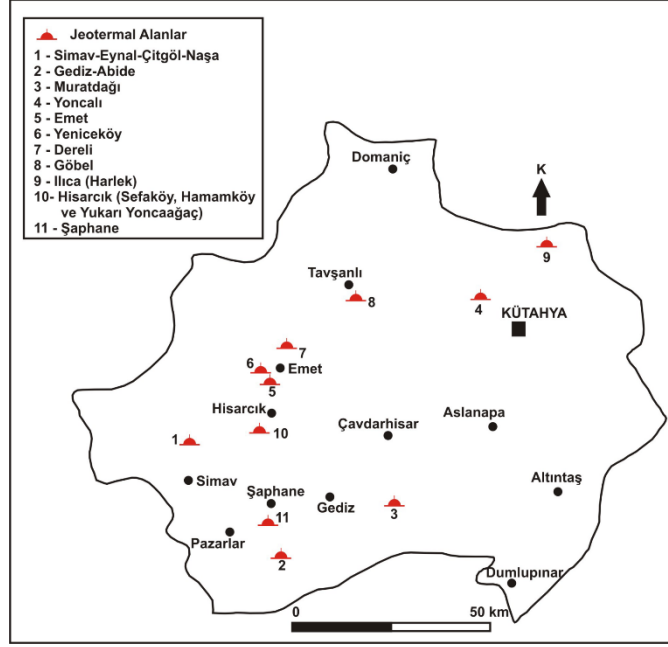 Jeotermal Alanlar
1 - Simav-Eynal-Çitgöl-Naşa
2 - Gediz-Abide
3 - Muratdağı
4 - Yoncalı
5 - Emet
6 - Yeniceköy
7 - Dereli
8 - Göbel
9 - Ilıca (Harlek)
10- Hisarcık (Sefaköy, Hamamköy
ve Yukarı Yoncaağaç)
11 - Şaphane
Domaniç
K
9
Tavşanlı
8
4
KÜTAHYA
7
6
Emet
5
Hisarcık
10
Çavdarhisar
Aslanapa
1
Simav
Şaphane
Gediz
3
Altıntaş
11
Pazarlar
2
Dumlupınar
0
50 km